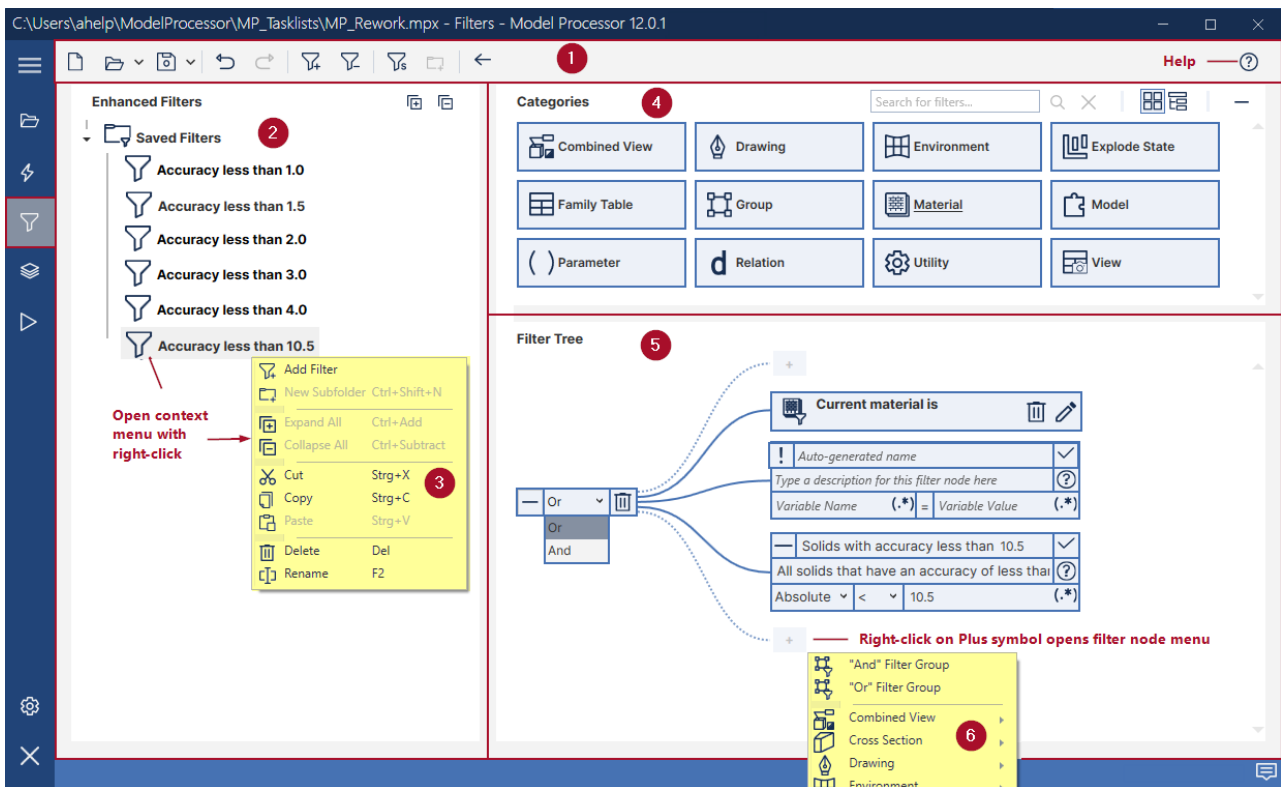 C:\Users\ahelp\ModelProcessor\MP_Tasklists\MP_Rework.mpx - Filters - Model Processor 12.0.1
1
Help
?
S
Enhanced Filters
2
Saved Filters
Accuracy less than 1.0
Accuracy less than 1.5
Accuracy less than 2.0
Accuracy less than 3.0
Accuracy less than 4.0
Accuracy less than 10.5
Open context
menu with
right-click
Add Filter
New Subfolder Ctrl+Shift+N
Expand All Ctrl+Add
Collapse All Ctrl+Subtract
Cut Strg+X
3
Copy Strg+C
Paste Strg+V
Delete Del
Rename F2
Categories
4
Search for filters...
Combined View
Drawing
Environment
Explode State
Family Table
Group
Material
Model
( ) Parameter
d Relation
Utility
View
Filter Tree
5
+
Current material is
! Auto-generated name
Type a description for this filter node here ?
Variable Name (.*) = Variable Value (.*)
Or
Or
And
Solids with accuracy less than 10.5
All solids that have an accuracy of less than ?
Absolute < 10.5 (.*)
+
Right-click on Plus symbol opens filter node menu
"And" Filter Group
"Or" Filter Group
Combined View
6
Cross Section
Drawing
Environment